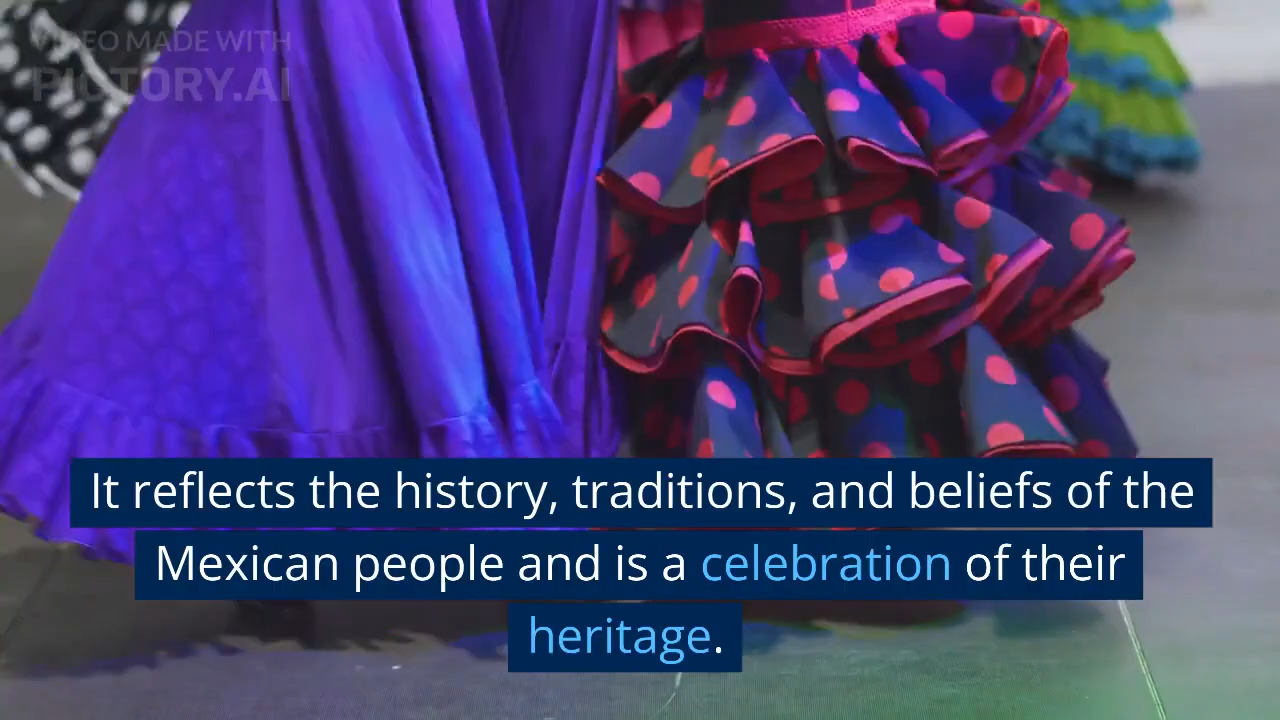 VIDEO MADE WITH
PICTORY.AI
It reflects the history, traditions, and beliefs of the
Mexican people and is a celebration of their
heritage.